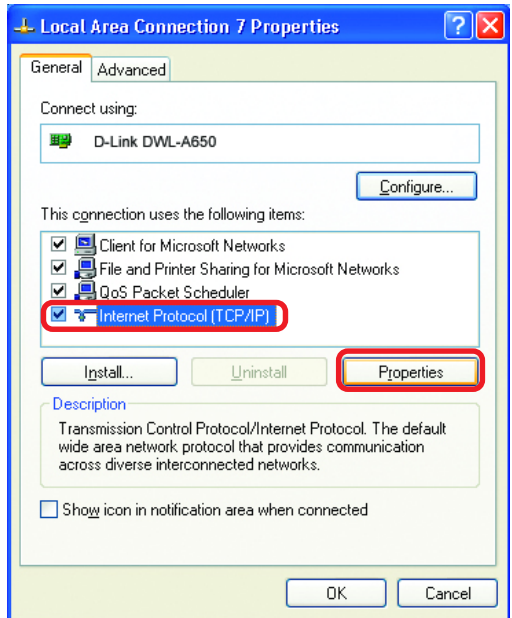 Local Area Connection 7 Properties
General Advanced
Connect using:
D-Link DWL-A650
Configure...
This connection uses the following items:
Client for Microsoft Networks
File and Printer Sharing for Microsoft Networks
QoS Packet Scheduler
Internet Protocol (TCP/IP)
Install... Uninstall Properties
Description
Transmission Control Protocol/Internet Protocol. The default
wide area network protocol that provides communication
across diverse interconnected networks.
Show icon in notification area when connected
OK Cancel